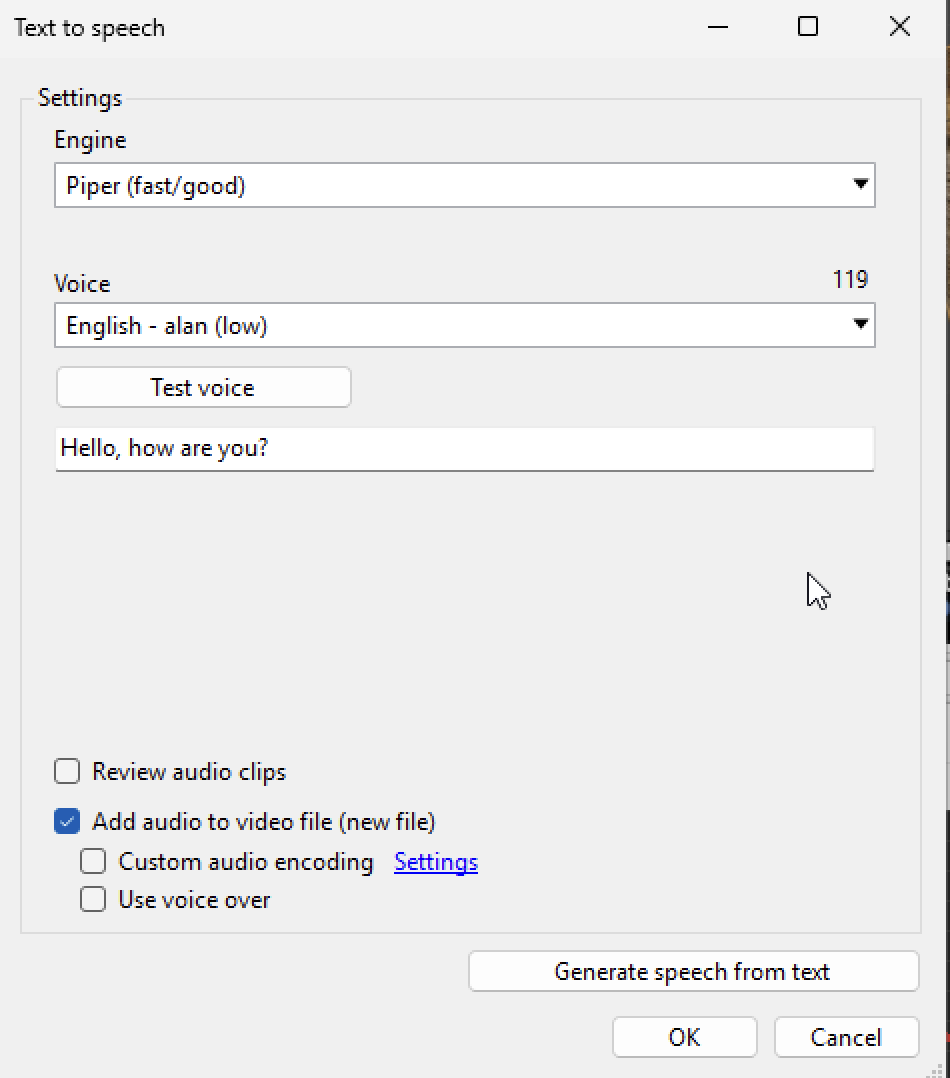 Text to speech
Settings
Engine
Piper (fast/good)
Voice 119
English - alan (low)
Test voice
Hello, how are you?
Review audio clips
Add audio to video file (new file)
Custom audio encoding Settings
Use voice over
Generate speech from text
OK Cancel